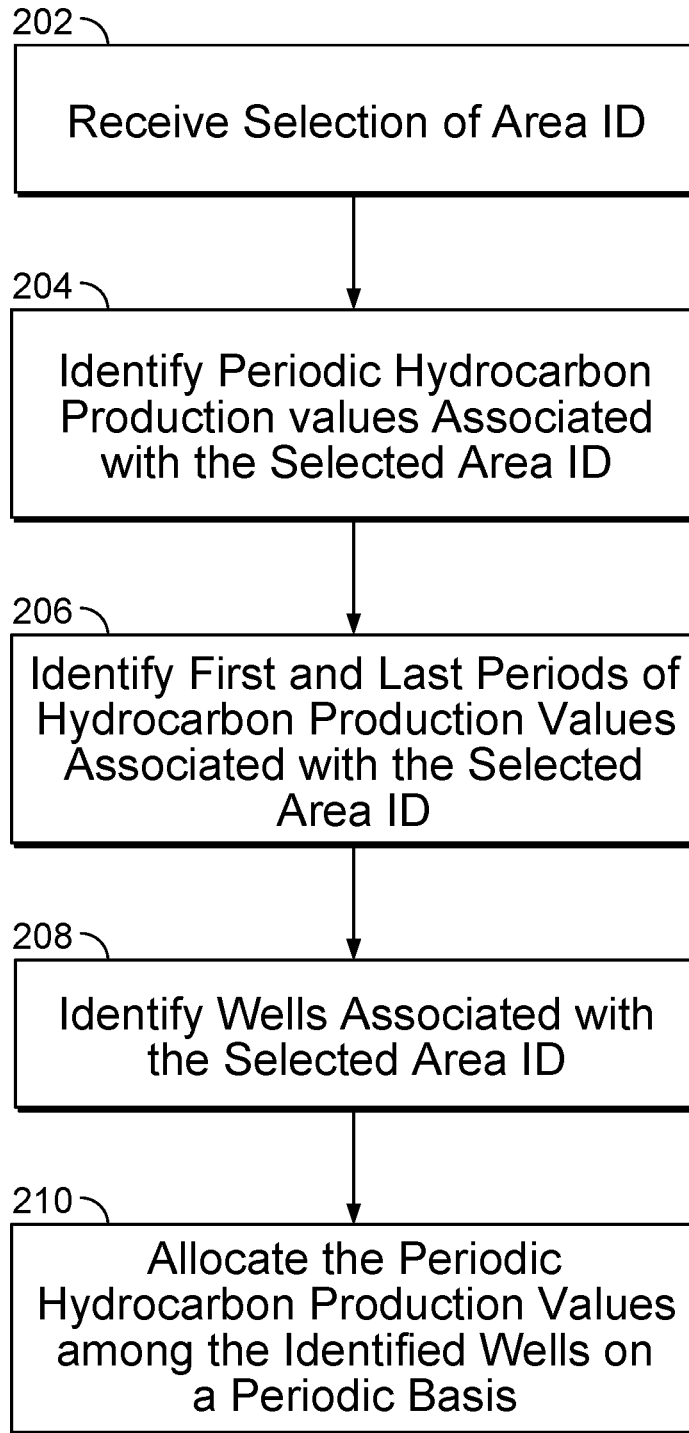 202
Receive Selection of Area ID
204
Identify Periodic Hydrocarbon
Production values Associated
with the Selected Area ID
206
Identify First and Last Periods of
Hydrocarbon Production Values
Associated with the Selected
Area ID
208
Identify Wells Associated with
the Selected Area ID
210
Allocate the Periodic
Hydrocarbon Production Values
among the Identified Wells on
a Periodic Basis